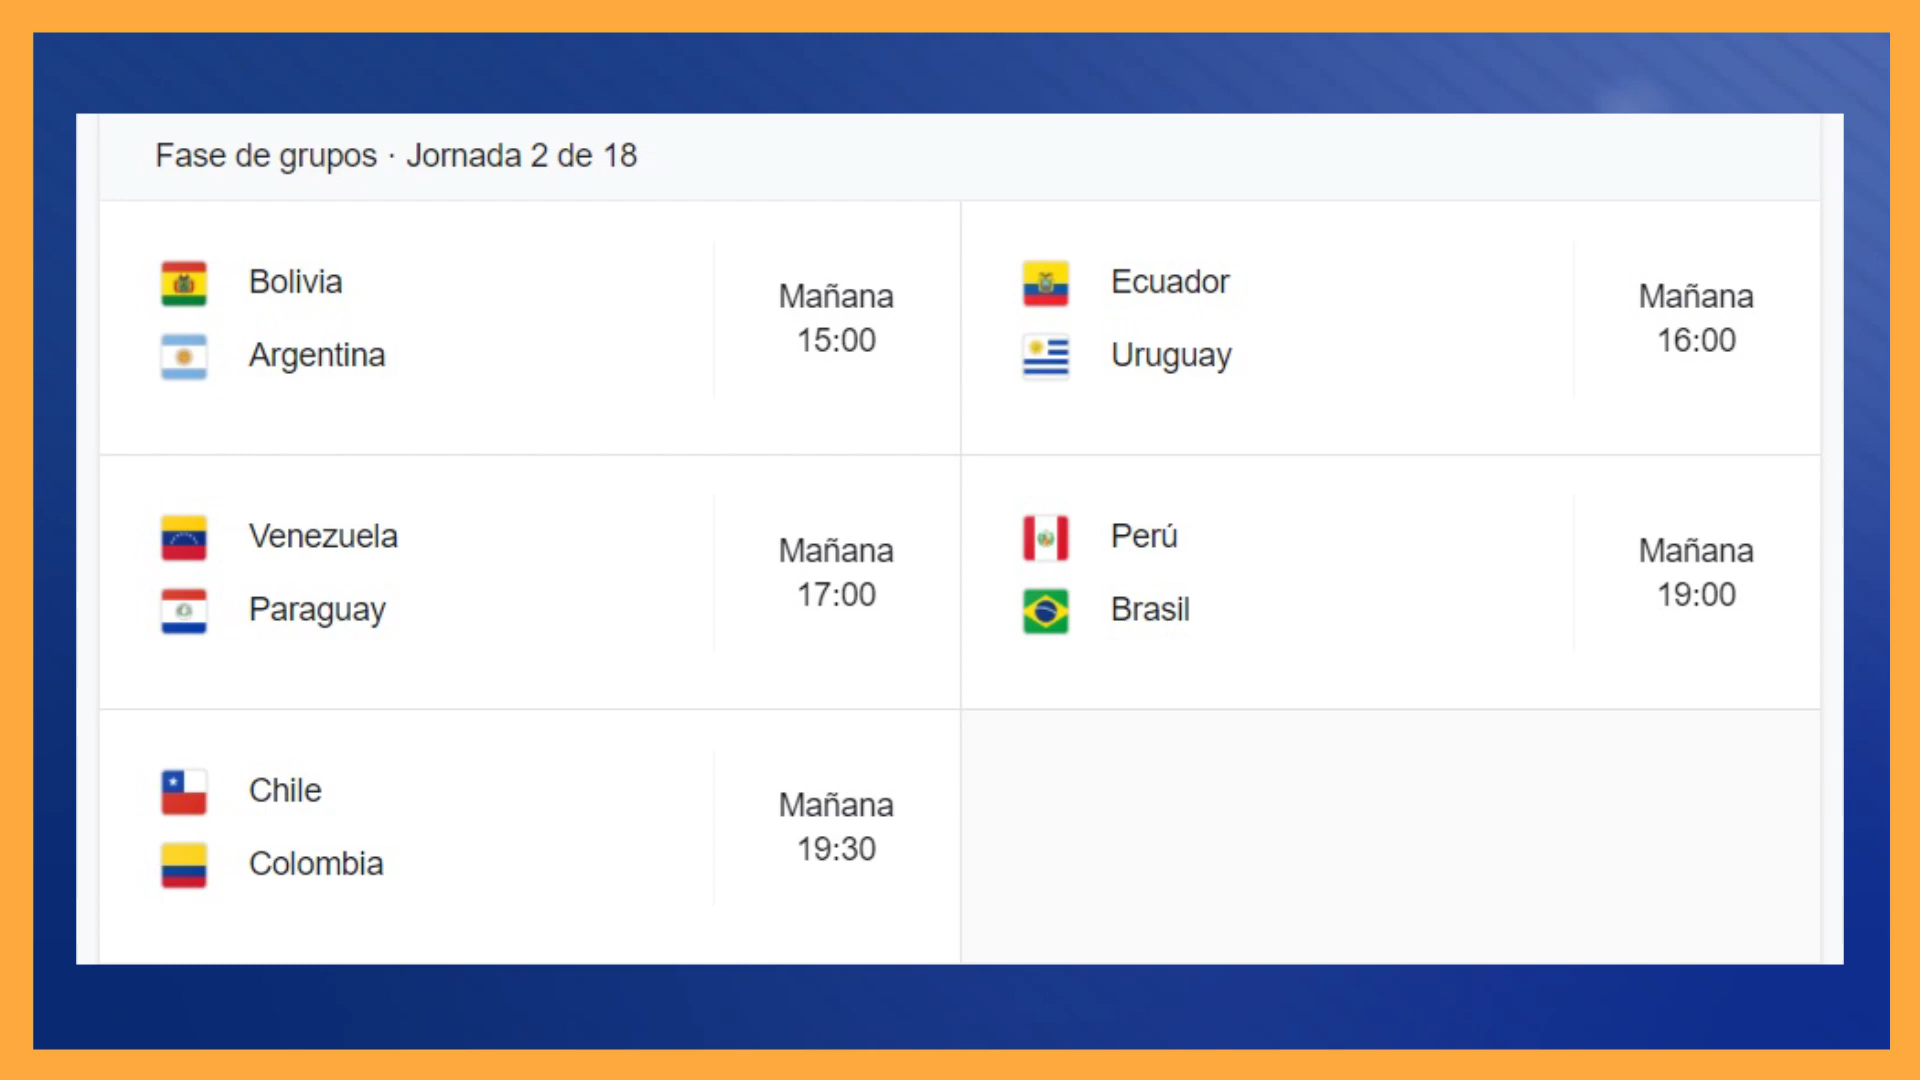 Fase de grupos · Jornada 2 de 18
Bolivia
Argentina
Mañana
15:00
Ecuador
Uruguay
Mañana
16:00
Venezuela
Paraguay
Mañana
17:00
Perú
Brasil
Mañana
19:00
Chile
Colombia
Mañana
19:30